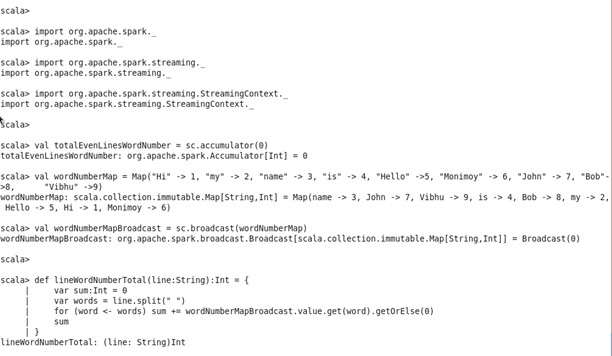 scala>
scala> import org.apache.spark._
import org.apache.spark._
scala> import org.apache.spark.streaming._
import org.apache.spark.streaming._
scala> import org.apache.spark.streaming.StreamingContext._
import org.apache.spark.streaming.StreamingContext._
scala>
scala> val totalEvenLinesWordNumber = sc.accumulator(0)
totalEvenLinesWordNumber: org.apache.spark.Accumulator[Int] = 0
scala> val wordNumberMap = Map("Hi" -> 1, "my" -> 2, "name" -> 3, "is" -> 4, "Hello" ->5, "Monimoy" -> 6, "John" -> 7, "Bob"-
>8,      "Vibhu" ->9)
wordNumberMap: scala.collection.immutable.Map[String,Int] = Map(name -> 3, John -> 7, Vibhu -> 9, is -> 4, Bob -> 8, my -> 2,
 Hello -> 5, Hi -> 1, Monimoy -> 6)
scala> val wordNumberMapBroadcast = sc.broadcast(wordNumberMap)
wordNumberMapBroadcast: org.apache.spark.broadcast.Broadcast[scala.collection.immutable.Map[String,Int]] = Broadcast(0)
scala>
scala> def lineWordNumberTotal(line:String):Int = {
     |     var sum:Int = 0
     |     var words = line.split(" ")
     |     for (word <- words) sum += wordNumberMapBroadcast.value.get(word).getOrElse(0)
     |     sum
     | }
lineWordNumberTotal: (line: String)Int